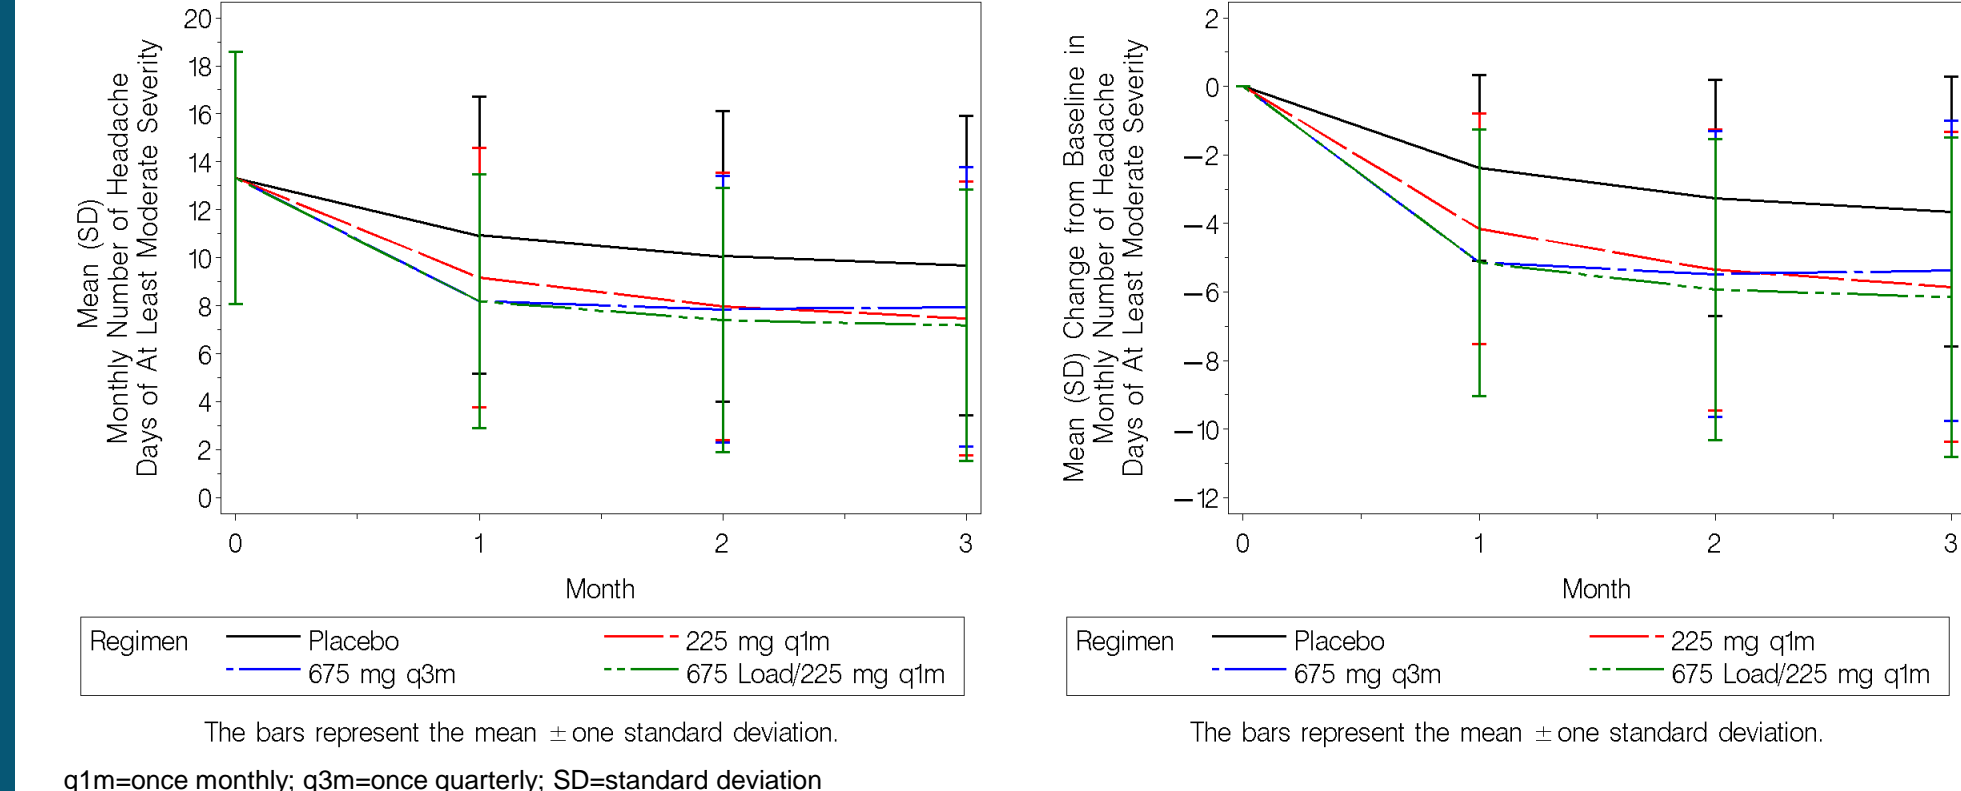 Mean (SD)
Monthly Number of Headache
Days of At Least Moderate Severity
20
18
16
14
12
10
8
6
4
2
0
0 1 2 3
Month
Regimen Placebo 225 mg q1m
675 mg q3m 675 Load/225 mg q1m
The bars represent the mean ± one standard deviation.
Mean (SD) Change from Baseline in
Monthly Number of Headache
Days of At Least Moderate Severity
2
0
−2
−4
−6
−8
−10
−12
0 1 2 3
Month
Regimen Placebo 225 mg q1m
675 mg q3m 675 Load/225 mg q1m
The bars represent the mean ± one standard deviation.
q1m=once monthly; q3m=once quarterly; SD=standard deviation